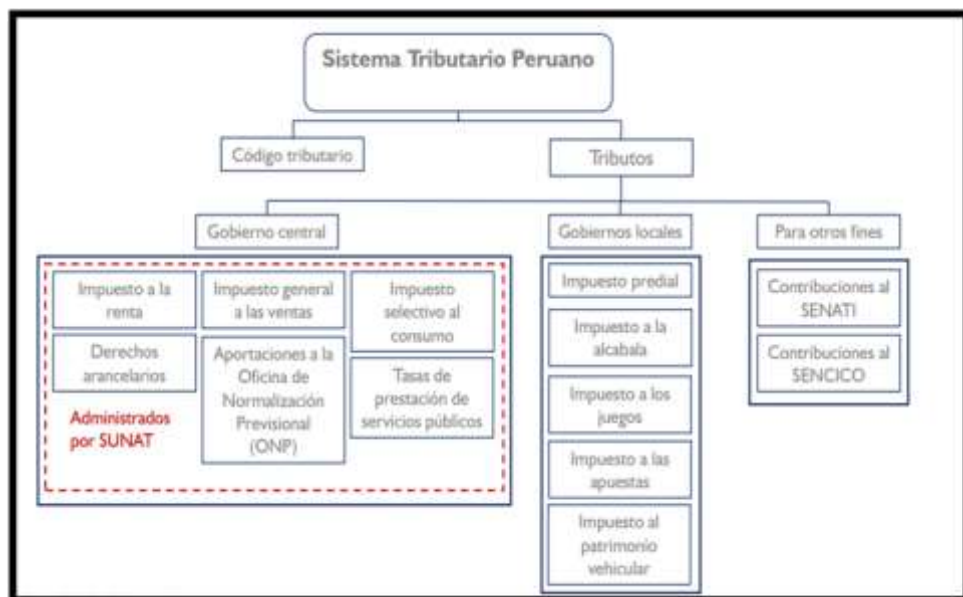 Sistema Tributario Peruano
Código tributario
Tributos
Gobierno central
Gobiernos locales
Para otros fines
Impuesto a la
renta
Impuesto general
a las ventas
Impuesto
selectivo al
consumo
Derechos
arancelarios
Aportaciones a la
Oficina de
Normalización
Previsional
(ONP)
Tasas de
prestación de
servicios públicos
Administrados
por SUNAT
Impuesto predial
Impuesto a la
alcabala
Impuesto a los
juegos
Impuesto a las
apuestas
Impuesto al
patrimonio
vehicular
Contribuciones al
SENATI
Contribuciones al
SENCICO